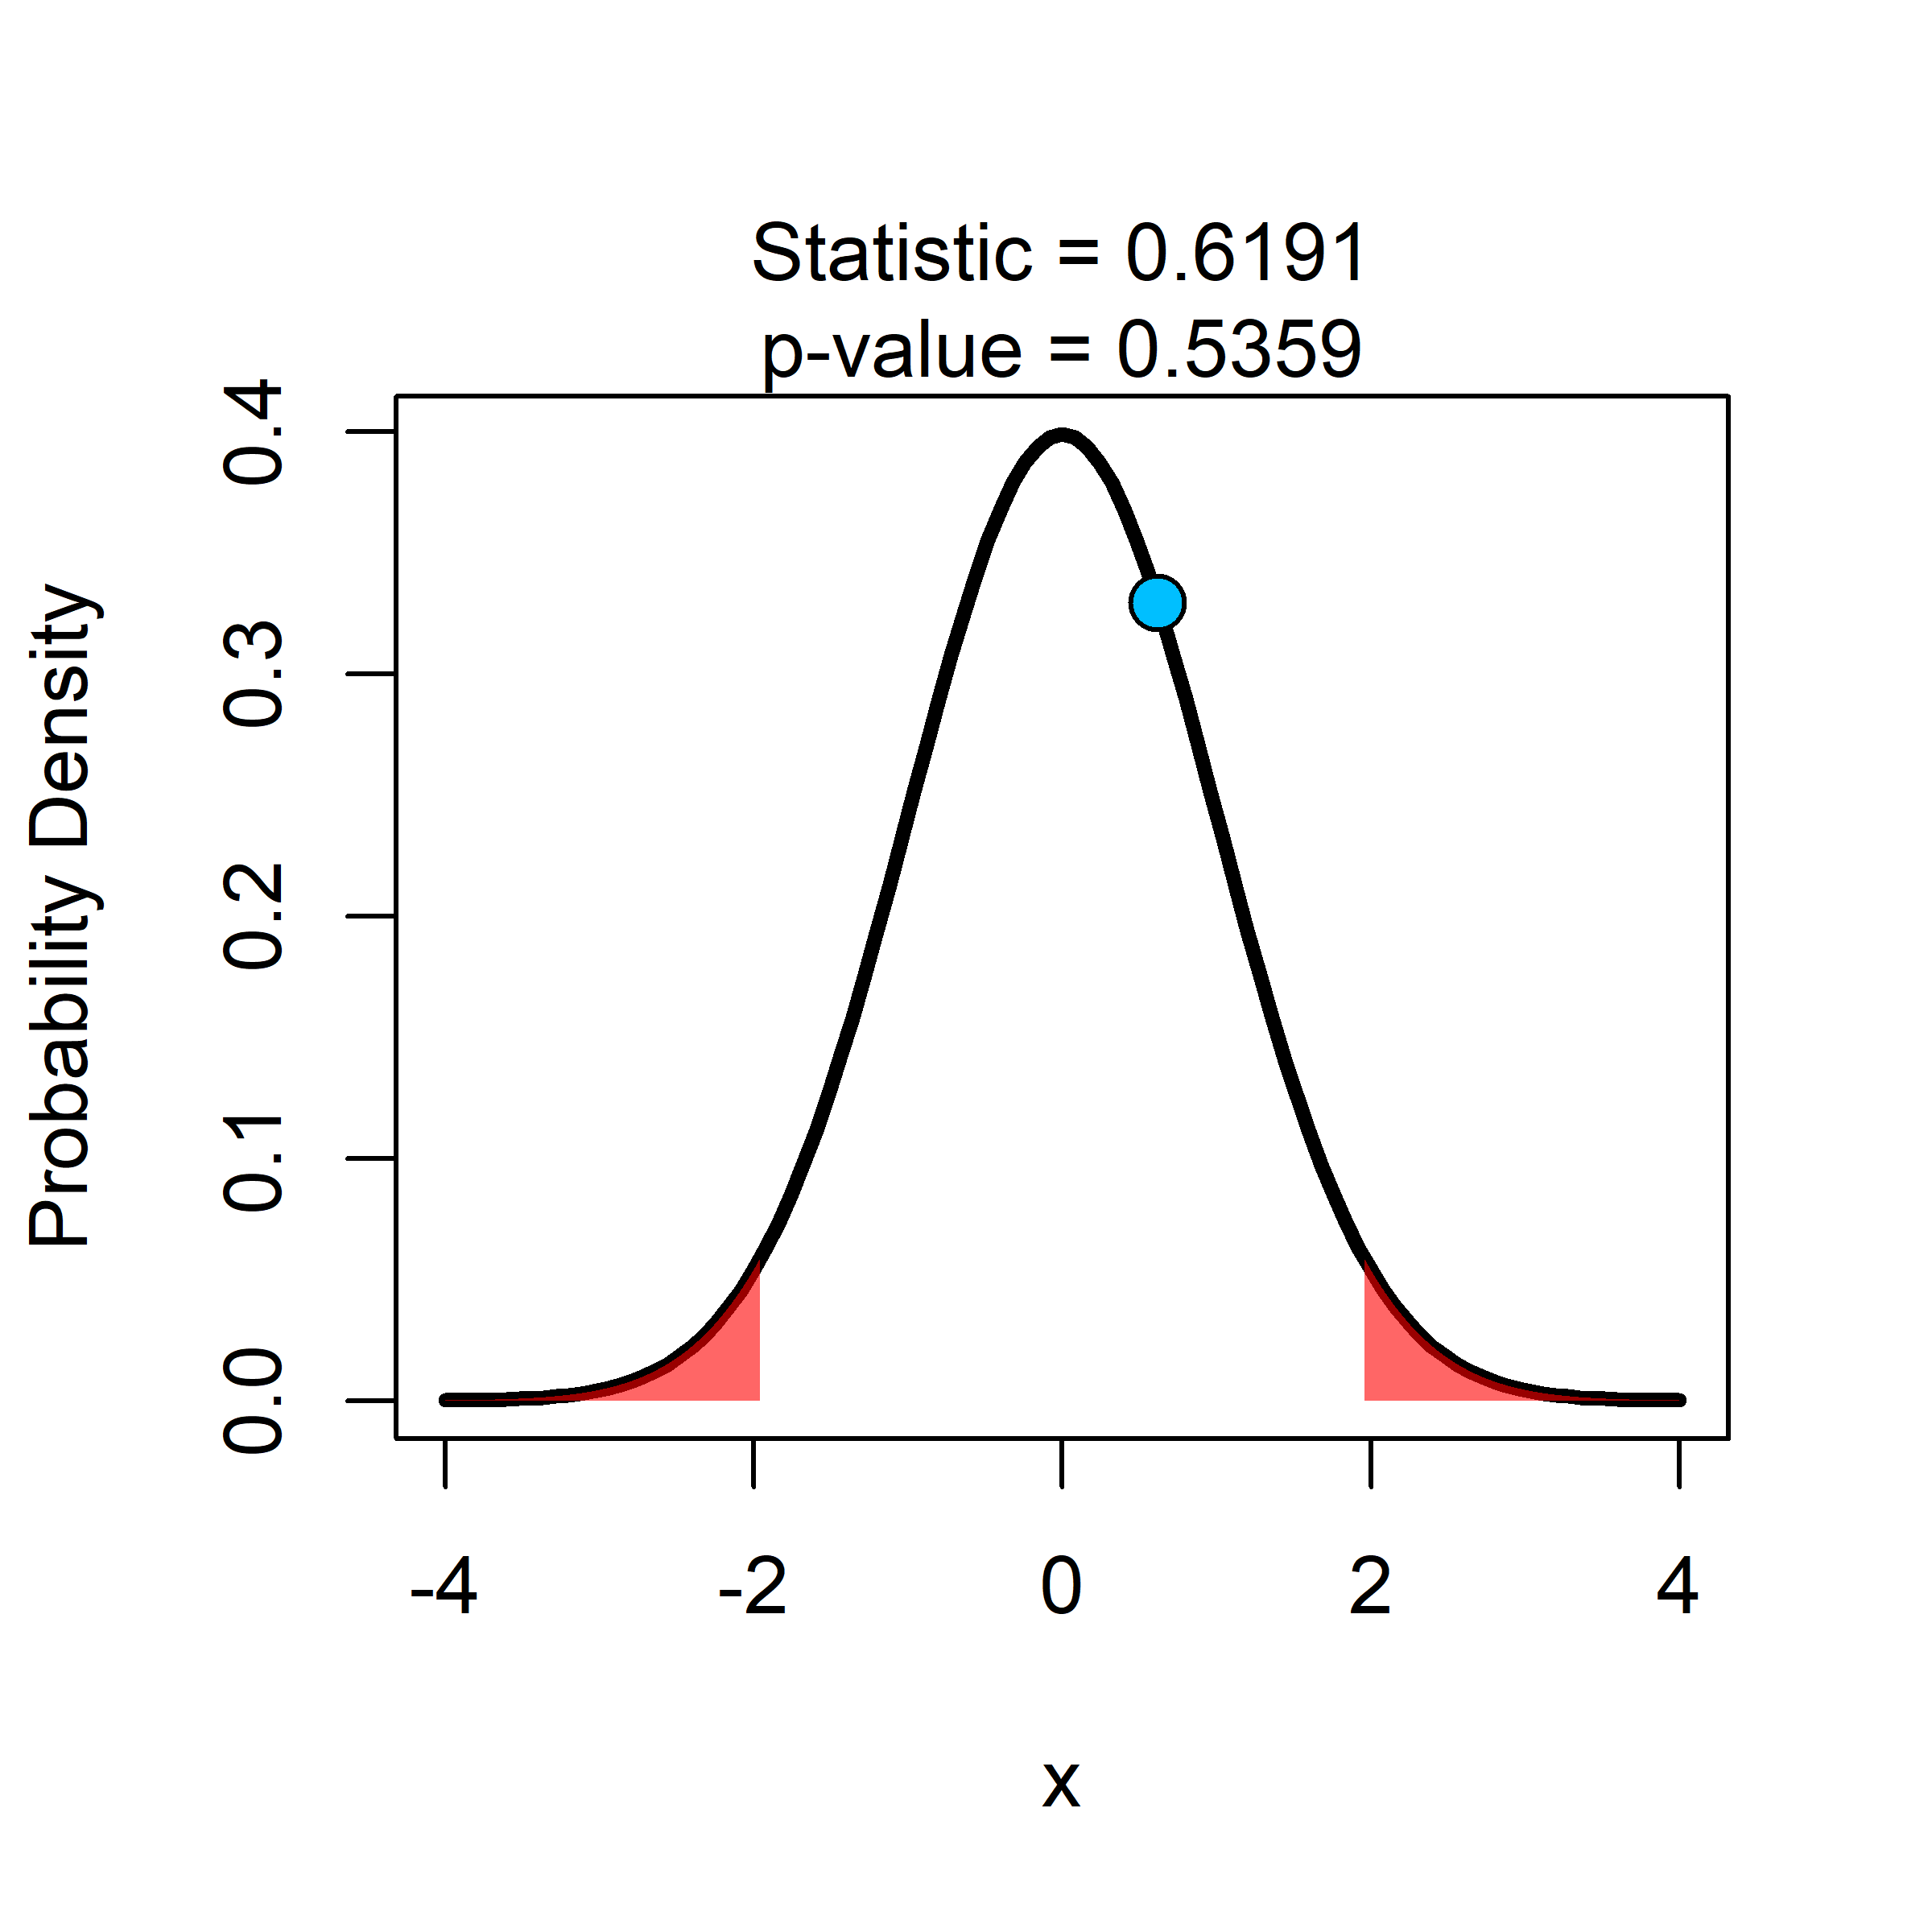 Statistic = 0.6191
p-value = 0.5359
Probability Density
0.4
0.3
0.2
0.1
0.0
-4 -2 0 2 4
x